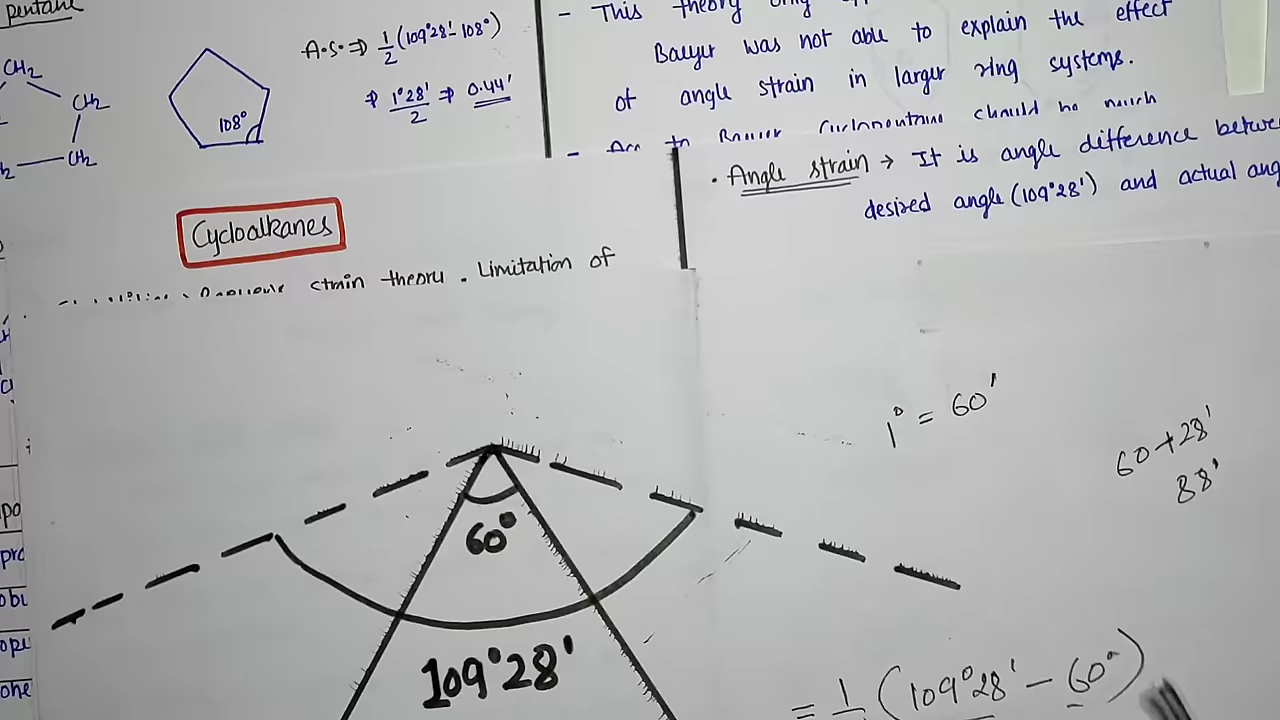 pentane
CH2
CH2
CH2
108°
A.S. ⇒ 1/2 (109°28'- 108°)
⇒ 1°28'/2 ⇒ 0.44'
- This theory only
Baeyer was not able to explain the effect
of angle strain in larger ring systems.
. Angle strain → It is angle difference between
desired angle (109°28') and actual
Cycloalkanes
strain theory. Limitation of
1° = 60'
60+28'
88'
60°
109°28'
= 1/2 (109°28' - 60°)